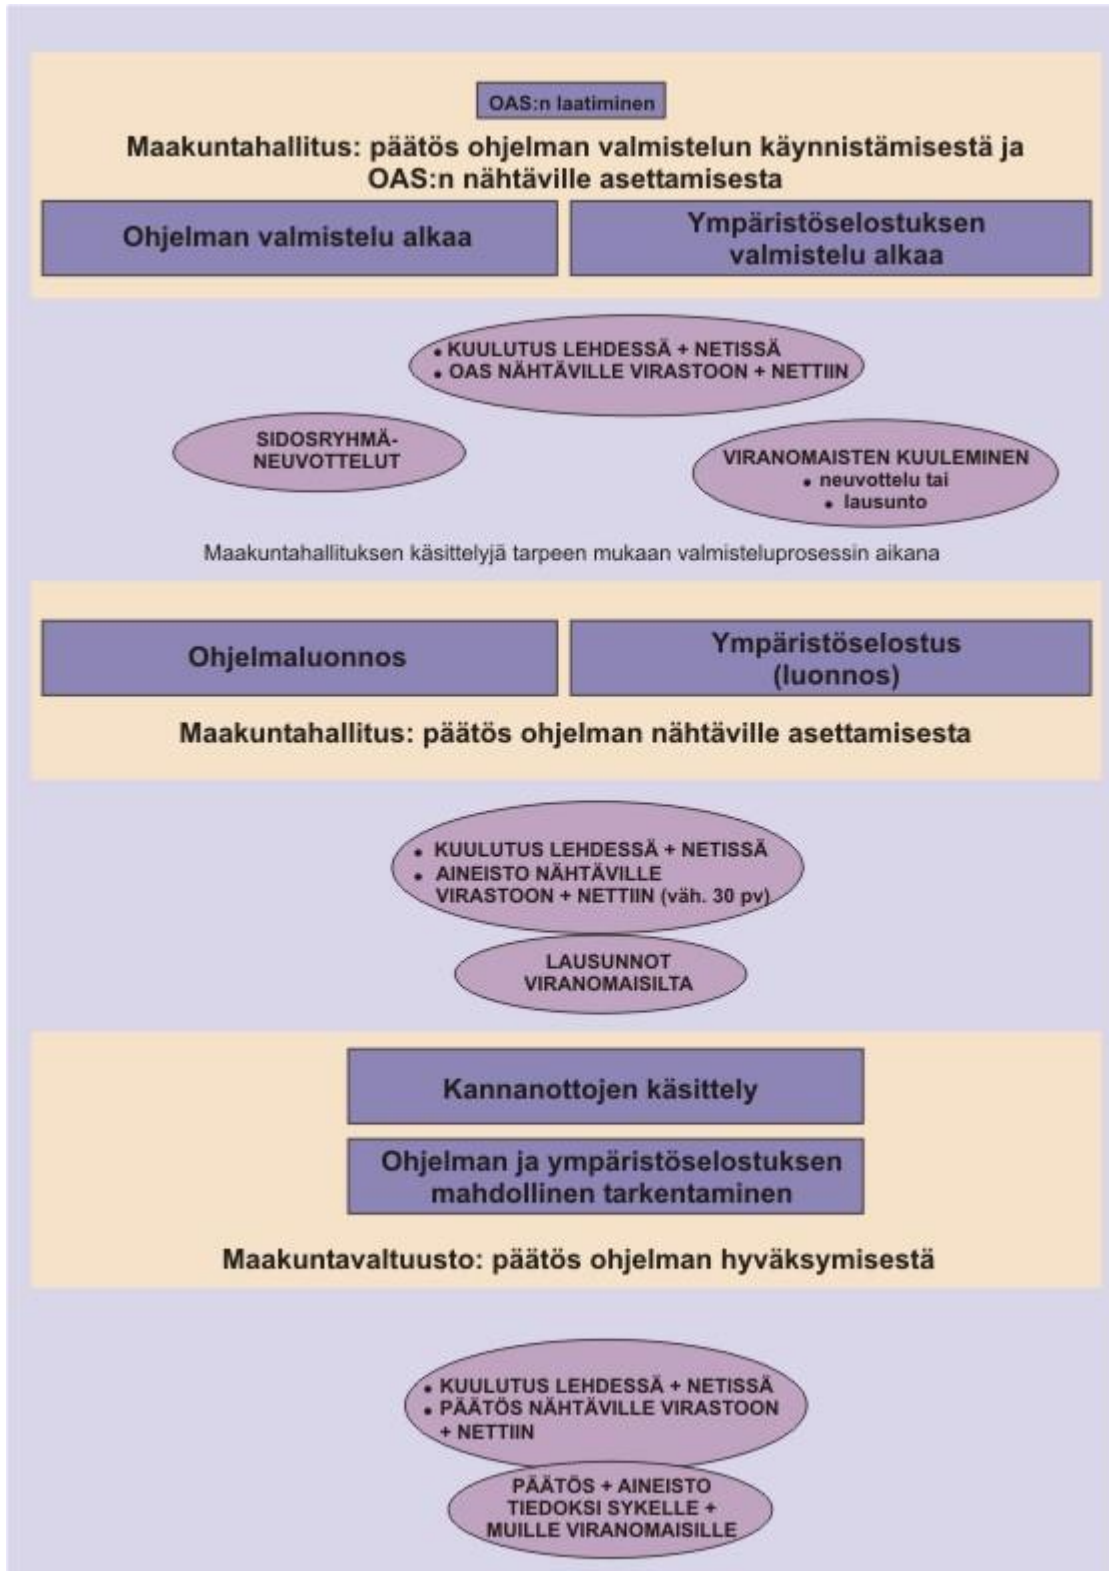 OAS:n laatiminen
Maakuntahallitus: päätös ohjelman valmistelun käynnistämisestä ja
OAS:n nähtäville asettamisesta
Ohjelman valmistelu alkaa
Ympäristöselostuksen
valmistelu alkaa
• KUULUTUS LEHDESSÄ + NETISSÄ
• OAS NÄHTÄVILLE VIRASTOON + NETTIIN
SIDOSRYHMÄ-
NEUVOTTELUT
VIRANOMAISTEN KUULEMINEN
• neuvottelu tai
• lausunto
Maakuntahallituksen käsittelyjä tarpeen mukaan valmisteluprosessin aikana
Ohjelmaluonnos
Ympäristöselostus
(luonnos)
Maakuntahallitus: päätös ohjelman nähtäville asettamisesta
• KUULUTUS LEHDESSÄ + NETISSÄ
• AINEISTO NÄHTÄVILLE
VIRASTOON + NETTIIN (väh. 30 pv)
LAUSUNNOT
VIRANOMAISILTA
Kannanottojen käsittely
Ohjelman ja ympäristöselostuksen
mahdollinen tarkentaminen
Maakuntavaltuusto: päätös ohjelman hyväksymisestä
• KUULUTUS LEHDESSÄ + NETISSÄ
• PÄÄTÖS NÄHTÄVILLE VIRASTOON
+ NETTIIN
PÄÄTÖS + AINEISTO
TIEDOKSI SYKELLE +
MUILLE VIRANOMAISILLE